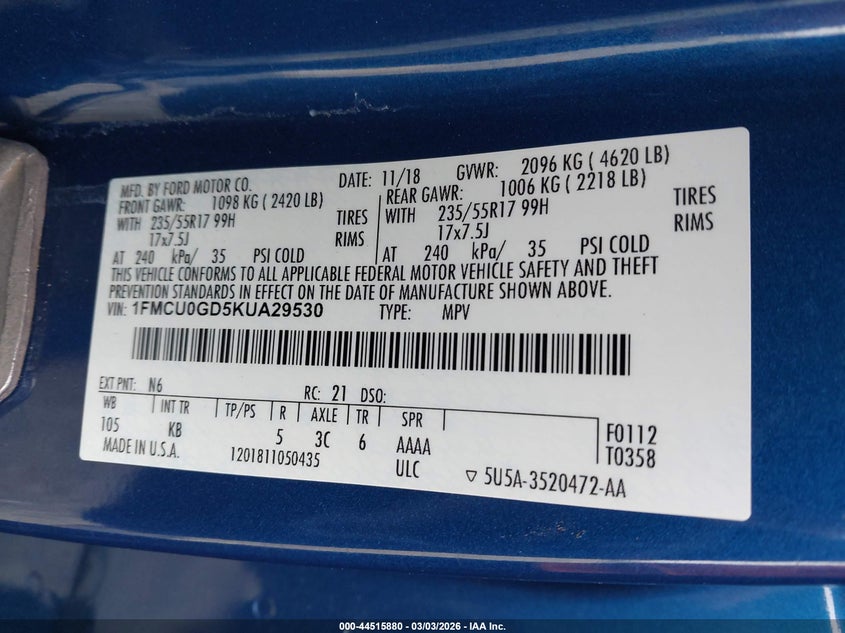 MFD. BY FORD MOTOR CO. DATE: 11/18 GVWR: 2096 KG ( 4620 LB)
FRONT GAWR: 1098 KG ( 2420 LB) REAR GAWR: 1006 KG ( 2218 LB)
WITH 235/55R17 99H TIRES WITH 235/55R17 99H TIRES
17x7.5J RIMS 17x7.5J RIMS
AT 240 kPa/ 35 PSI COLD AT 240 kPa/ 35 PSI COLD
THIS VEHICLE CONFORMS TO ALL APPLICABLE FEDERAL MOTOR VEHICLE SAFETY AND THEFT
PREVENTION STANDARDS IN EFFECT ON THE DATE OF MANUFACTURE SHOWN ABOVE.
VIN: 1FMCU0GD5KUA29530 TYPE: MPV
EXT PNT: N6 RC: 21 DSO:
WB INT TR TP/PS R AXLE TR SPR
105 KB 5 3C 6 AAAA F0112
MADE IN U.S.A. 1201811050435 ULC T0358
▽ 5U5A-3520472-AA
000-44515880 | 03/03/2026 - IAA Inc.